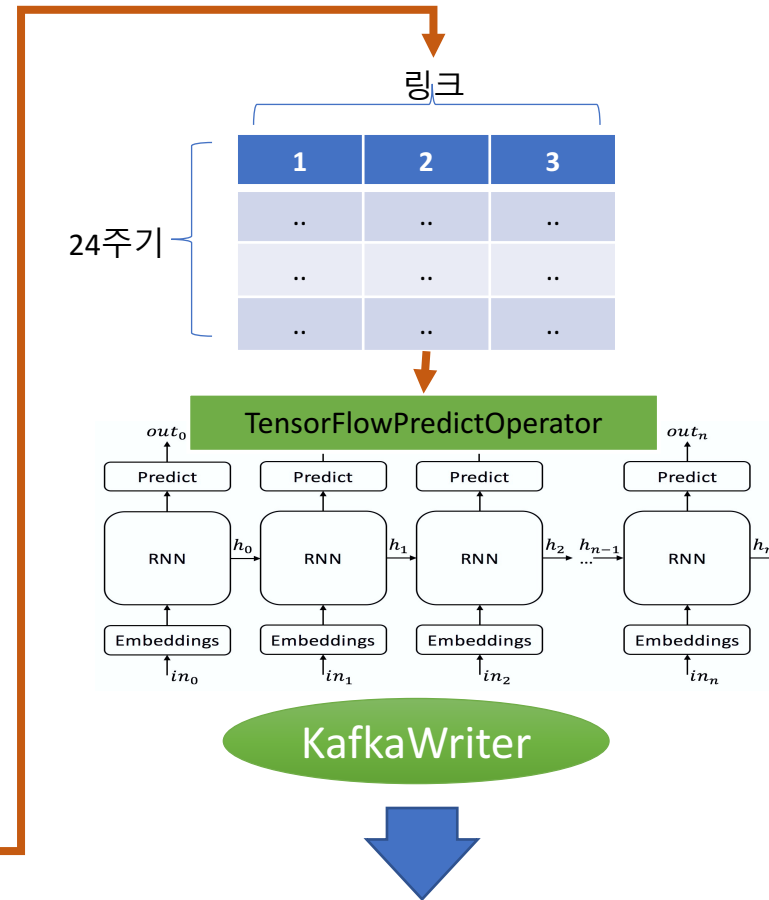 링크
1 2 3
.. .. ..
24주기
.. .. ..
.. .. ..
TensorFlowPredictOperator
out₀ outₙ
Predict Predict Predict Predict
h₀ h₁ h₂ hₙ₋₁
RNN RNN RNN ... RNN
Embeddings Embeddings Embeddings Embeddings
in₀ in₁ in₂ inₙ
KafkaWriter